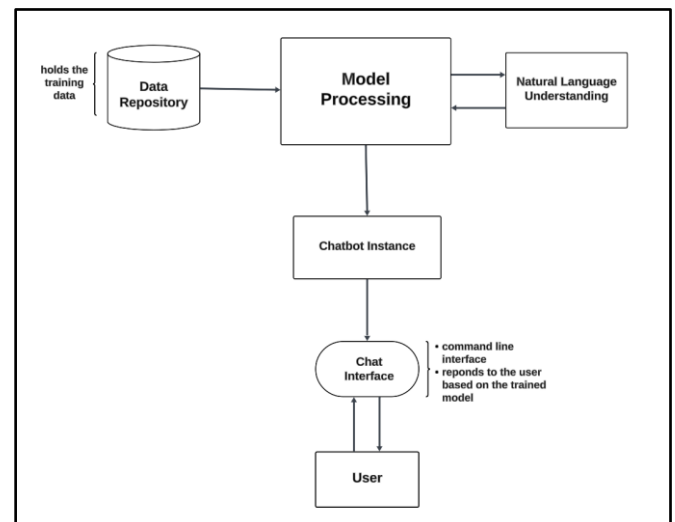 holds the
training
data
Data
Repository
Model
Processing
Natural Language
Understanding
Chatbot Instance
Chat
Interface
• command line
interface
• reponds to the user
based on the trained
model
User